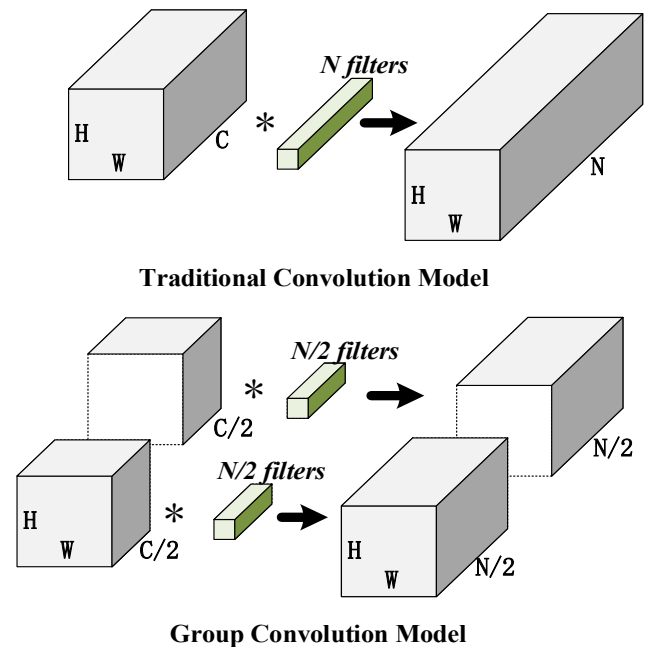 N filters
H
C
*
W
H
N
W
Traditional Convolution Model
N/2 filters
*
C/2
N/2
N/2 filters
H
*
W
C/2
H
N/2
W
Group Convolution Model